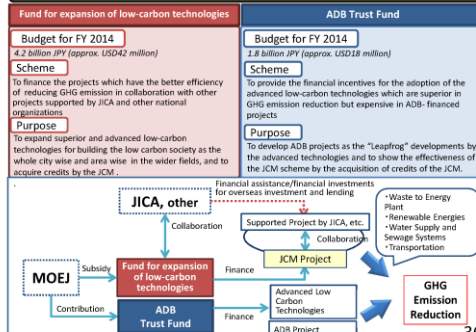 Fund for expansion of low-carbon technologies
Budget for FY 2014
4.2 billion JPY (approx. USD42 million)
Scheme
To finance the projects which have the better efficiency
of reducing GHG emission in collaboration with other
projects supported by JICA and other national
organizations
Purpose
To expand superior and advanced low-carbon
technologies for building the low carbon society as
the whole city wise and area wise in the wider fields, and to
acquire credits by the JCM .
ADB Trust Fund
Budget for FY 2014
1.8 billion JPY (approx. USD18 million)
Scheme
To provide the financial incentives for the adoption of the
advanced low-carbon technologies which are superior in
GHG emission reduction but expensive in ADB- financed
projects
Purpose
To develop ADB projects as the "Leapfrog" developments by
the advanced technologies and to show the effectiveness of
the JCM scheme by the acquisition of credits of the JCM.
Financial assistance/financial investments
for overseas investment and lending
JICA, other
Supported Project by JICA, etc.
Collaboration
Collaboration
JCM Project
・Waste to Energy
Plant
・Renewable Energies
・Water Supply and
Sewage Systems
・Transportation
MOEJ
Subsidy
Fund for expansion
of low-carbon
technologies
Finance
Contribution
ADB
Trust Fund
Finance
Advanced Low
Carbon
Technologies
ADB Project
GHG
Emission
Reduction